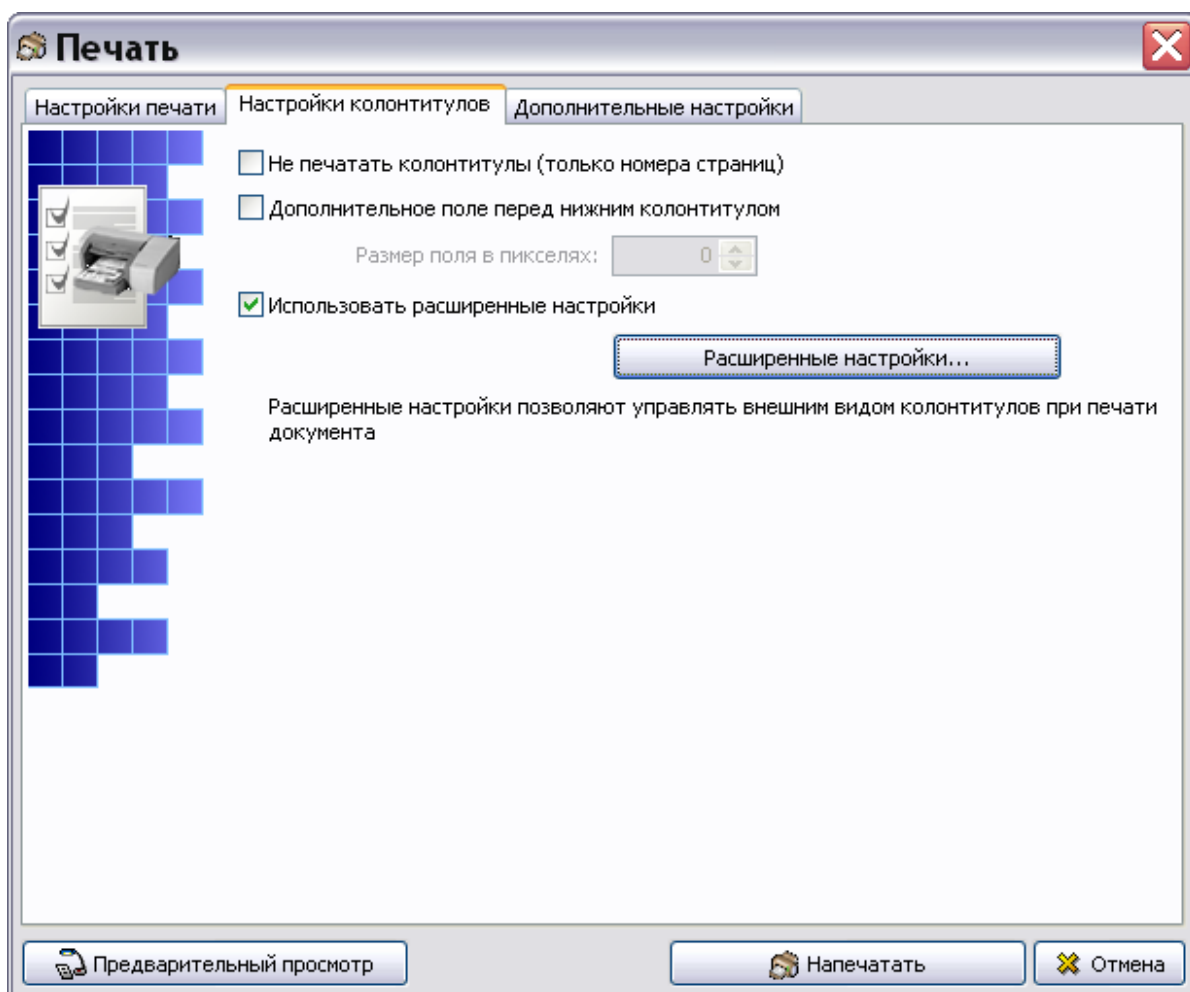 Печать
Настройки печати Настройки колонтитулов Дополнительные настройки
Не печатать колонтитулы (только номера страниц)
Дополнительное поле перед нижним колонтитулом
Размер поля в пикселях: 0
Использовать расширенные настройки
Расширенные настройки...
Расширенные настройки позволяют управлять внешним видом колонтитулов при печати
документа
Предварительный просмотр Напечатать Отмена